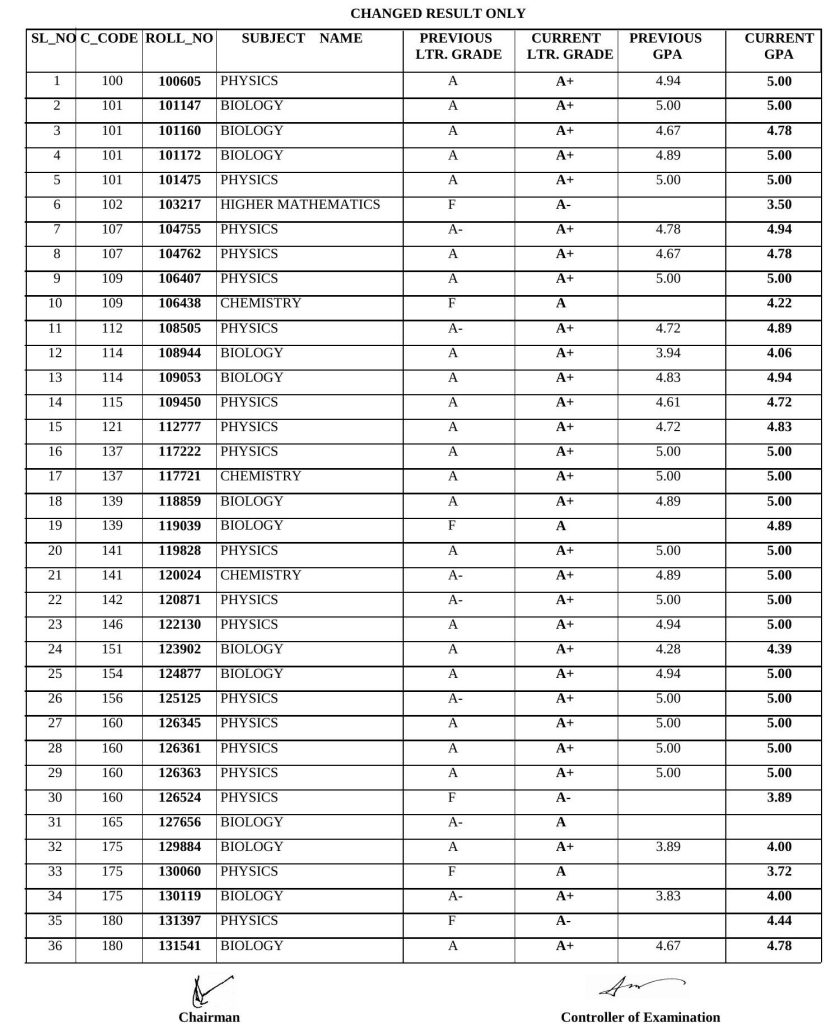 CHANGED RESULT ONLY
SL_NO C_CODE ROLL_NO SUBJECT NAME PREVIOUS LTR. GRADE CURRENT LTR. GRADE PREVIOUS GPA CURRENT GPA
1 100 100605 PHYSICS A A+ 4.94 5.00
2 101 101147 BIOLOGY A A+ 5.00 5.00
3 101 101160 BIOLOGY A A+ 4.67 4.78
4 101 101172 BIOLOGY A A+ 4.89 5.00
5 101 101475 PHYSICS A A+ 5.00 5.00
6 102 103217 HIGHER MATHEMATICS F A- 3.50
7 107 104755 PHYSICS A- A+ 4.78 4.94
8 107 104762 PHYSICS A A+ 4.67 4.78
9 109 106407 PHYSICS A A+ 5.00 5.00
10 109 106438 CHEMISTRY F A 4.22
11 112 108505 PHYSICS A- A+ 4.72 4.89
12 114 108944 BIOLOGY A A+ 3.94 4.06
13 114 109053 BIOLOGY A A+ 4.83 4.94
14 115 109450 PHYSICS A A+ 4.61 4.72
15 121 112777 PHYSICS A A+ 4.72 4.83
16 137 117222 PHYSICS A A+ 5.00 5.00
17 137 117721 CHEMISTRY A A+ 5.00 5.00
18 139 118859 BIOLOGY A A+ 4.89 5.00
19 139 119039 BIOLOGY F A 4.89
20 141 119828 PHYSICS A A+ 5.00 5.00
21 141 120024 CHEMISTRY A- A+ 4.89 5.00
22 142 120871 PHYSICS A- A+ 5.00 5.00
23 146 122130 PHYSICS A A+ 4.94 5.00
24 151 123902 BIOLOGY A A+ 4.28 4.39
25 154 124877 BIOLOGY A A+ 4.94 5.00
26 156 125125 PHYSICS A- A+ 5.00 5.00
27 160 126345 PHYSICS A A+ 5.00 5.00
28 160 126361 PHYSICS A A+ 5.00 5.00
29 160 126363 PHYSICS A A+ 5.00 5.00
30 160 126524 PHYSICS F A- 3.89
31 165 127656 BIOLOGY A- A
32 175 129884 BIOLOGY A A+ 3.89 4.00
33 175 130060 PHYSICS F A 3.72
34 175 130119 BIOLOGY A- A+ 3.83 4.00
35 180 131397 PHYSICS F A- 4.44
36 180 131541 BIOLOGY A A+ 4.67 4.78
Chairman Controller of Examination